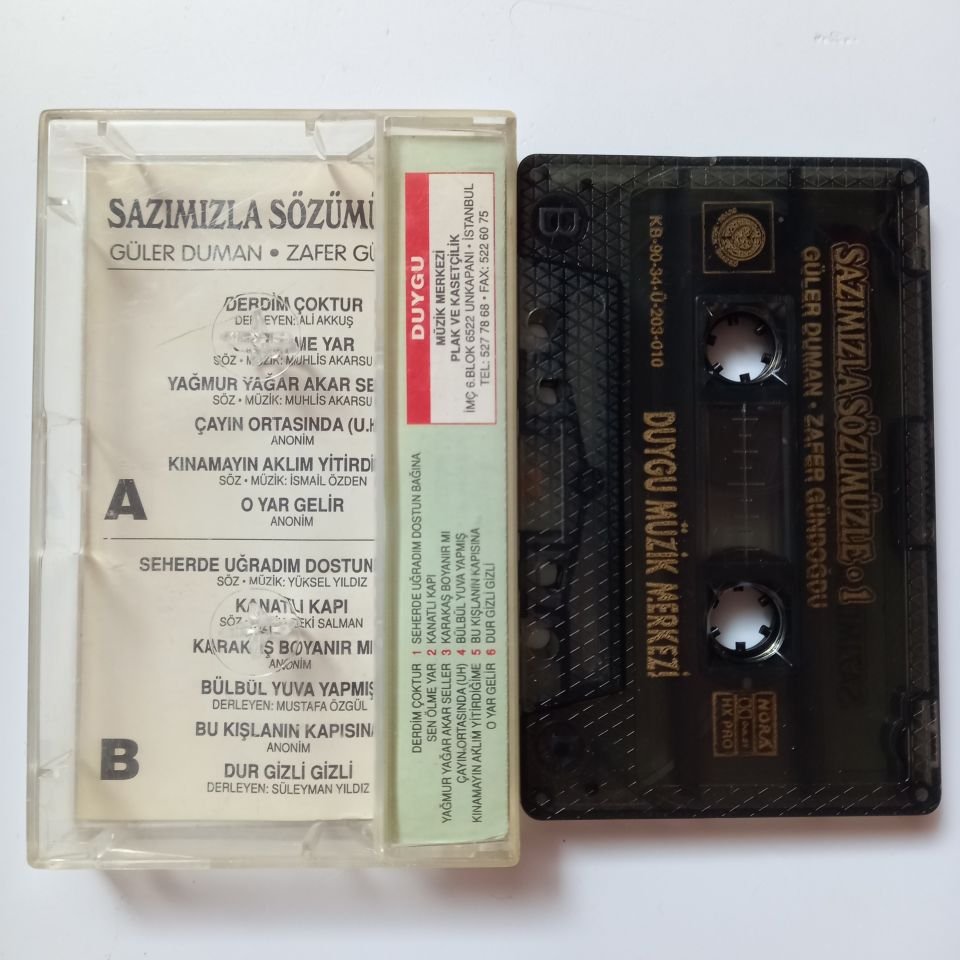 SAZIMIZLA SÖZÜMÜ
GÜLER DUMAN • ZAFER GÜ
DERDİM ÇOKTUR
DERLEYEN: ALİ AKKUŞ
ME YAR
SÖZ • MÜZİK: MUHLİS AKARSU
YAĞMUR YAĞAR AKAR SE
SÖZ • MÜZİK: MUHLİS AKARSU
ÇAYIN ORTASINDA (U.H
ANONİM
KINAMAYIN AKLIM YİTİRDİ
SÖZ • MÜZİK: İSMAİL ÖZDEN
A
O YAR GELİR
ANONİM
SEHERDE UĞRADIM DOSTUN
SÖZ • MÜZİK: YÜKSEL YILDIZ
KANATLI KAPI
SÖZ ZEKİ SALMAN
KARAKAŞ BOYANIR MI
ANONİM
BÜLBÜL YUVA YAPMIŞ
DERLEYEN: MUSTAFA ÖZGÜL
BU KIŞLANIN KAPISINA
ANONİM
B
DUR GİZLİ GİZLİ
DERLEYEN: SÜLEYMAN YILDIZ
DUYGU
MÜZİK MERKEZİ
PLAK VE KASETÇİLİK
İMÇ 6.BLOK 6522 UNKAPANI • İSTANBUL
TEL: 527 78 68 • FAX: 522 60 75
DERDİM ÇOKTUR 1 SEHERDE UĞRADIM DOSTUN BAĞINA
SEN ÖLME YAR 2 KANATLI KAPI
YAĞMUR YAĞAR AKAR SELLER 3 KARAKAŞ BOYANIR MI
ÇAYIN ORTASINDA (UH) 4 BÜLBÜL YUVA YAPMIŞ
KINAMAYIN AKLIM YİTİRDİĞİME 5 BU KIŞLANIN KAPISINA
O YAR GELİR 6 DUR GİZLİ GİZLİ
B
SAZIMIZLA SÖZÜMÜZLE • 1
GÜLER DUMAN • ZAFER GÜNDOĞDU
KB-90-34-Ü-203-010
DUYGU MÜZİK MERKEZİ
NORA
HX PRO